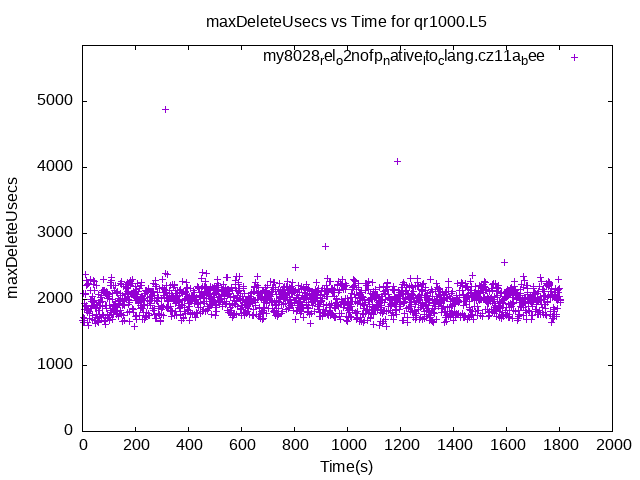 maxDeleteUsecs vs Time for qr1000.L5
my8028relo2nofpnativeltoclang.cz11abee
5000
4000
3000
2000
1000
0
maxDeleteUsecs
0 200 400 600 800 1000 1200 1400 1600 1800 2000
Time(s)